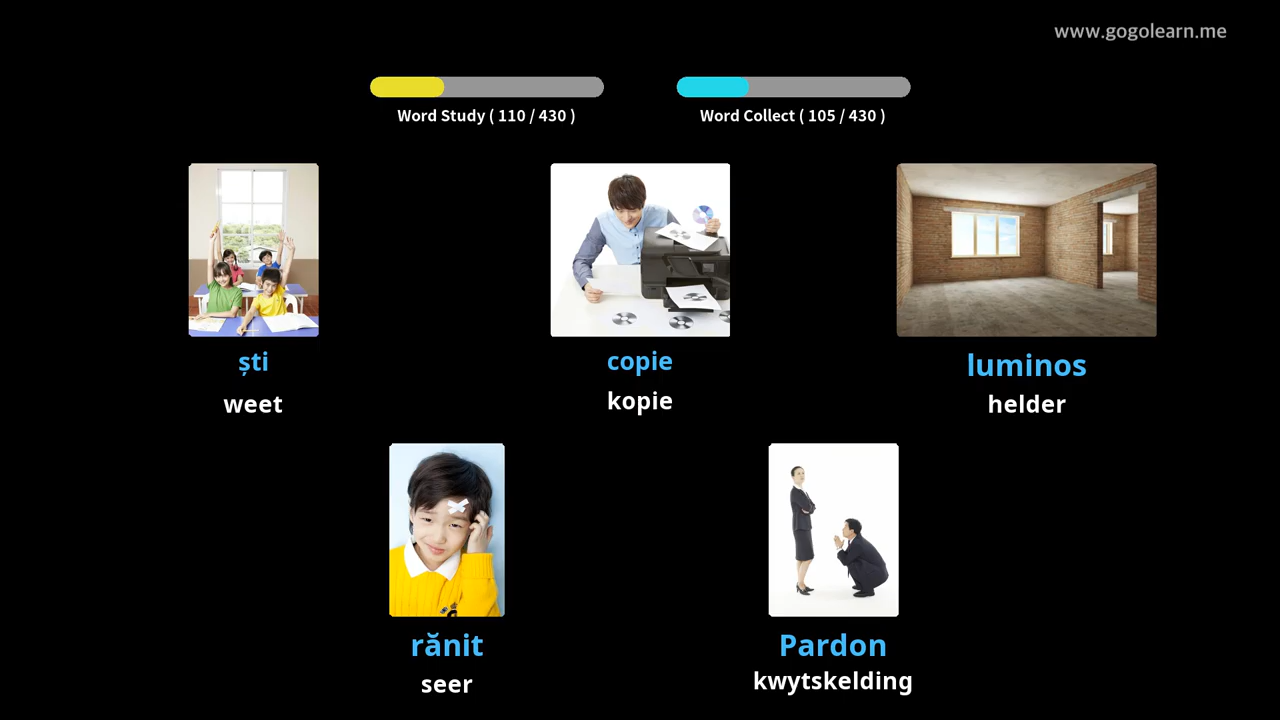 www.gogolearn.me
Word Study ( 110 / 430 )
Word Collect ( 105 / 430 )
ști
copie
luminos
weet
kopie
helder
rănit
Pardon
seer
kwytskelding